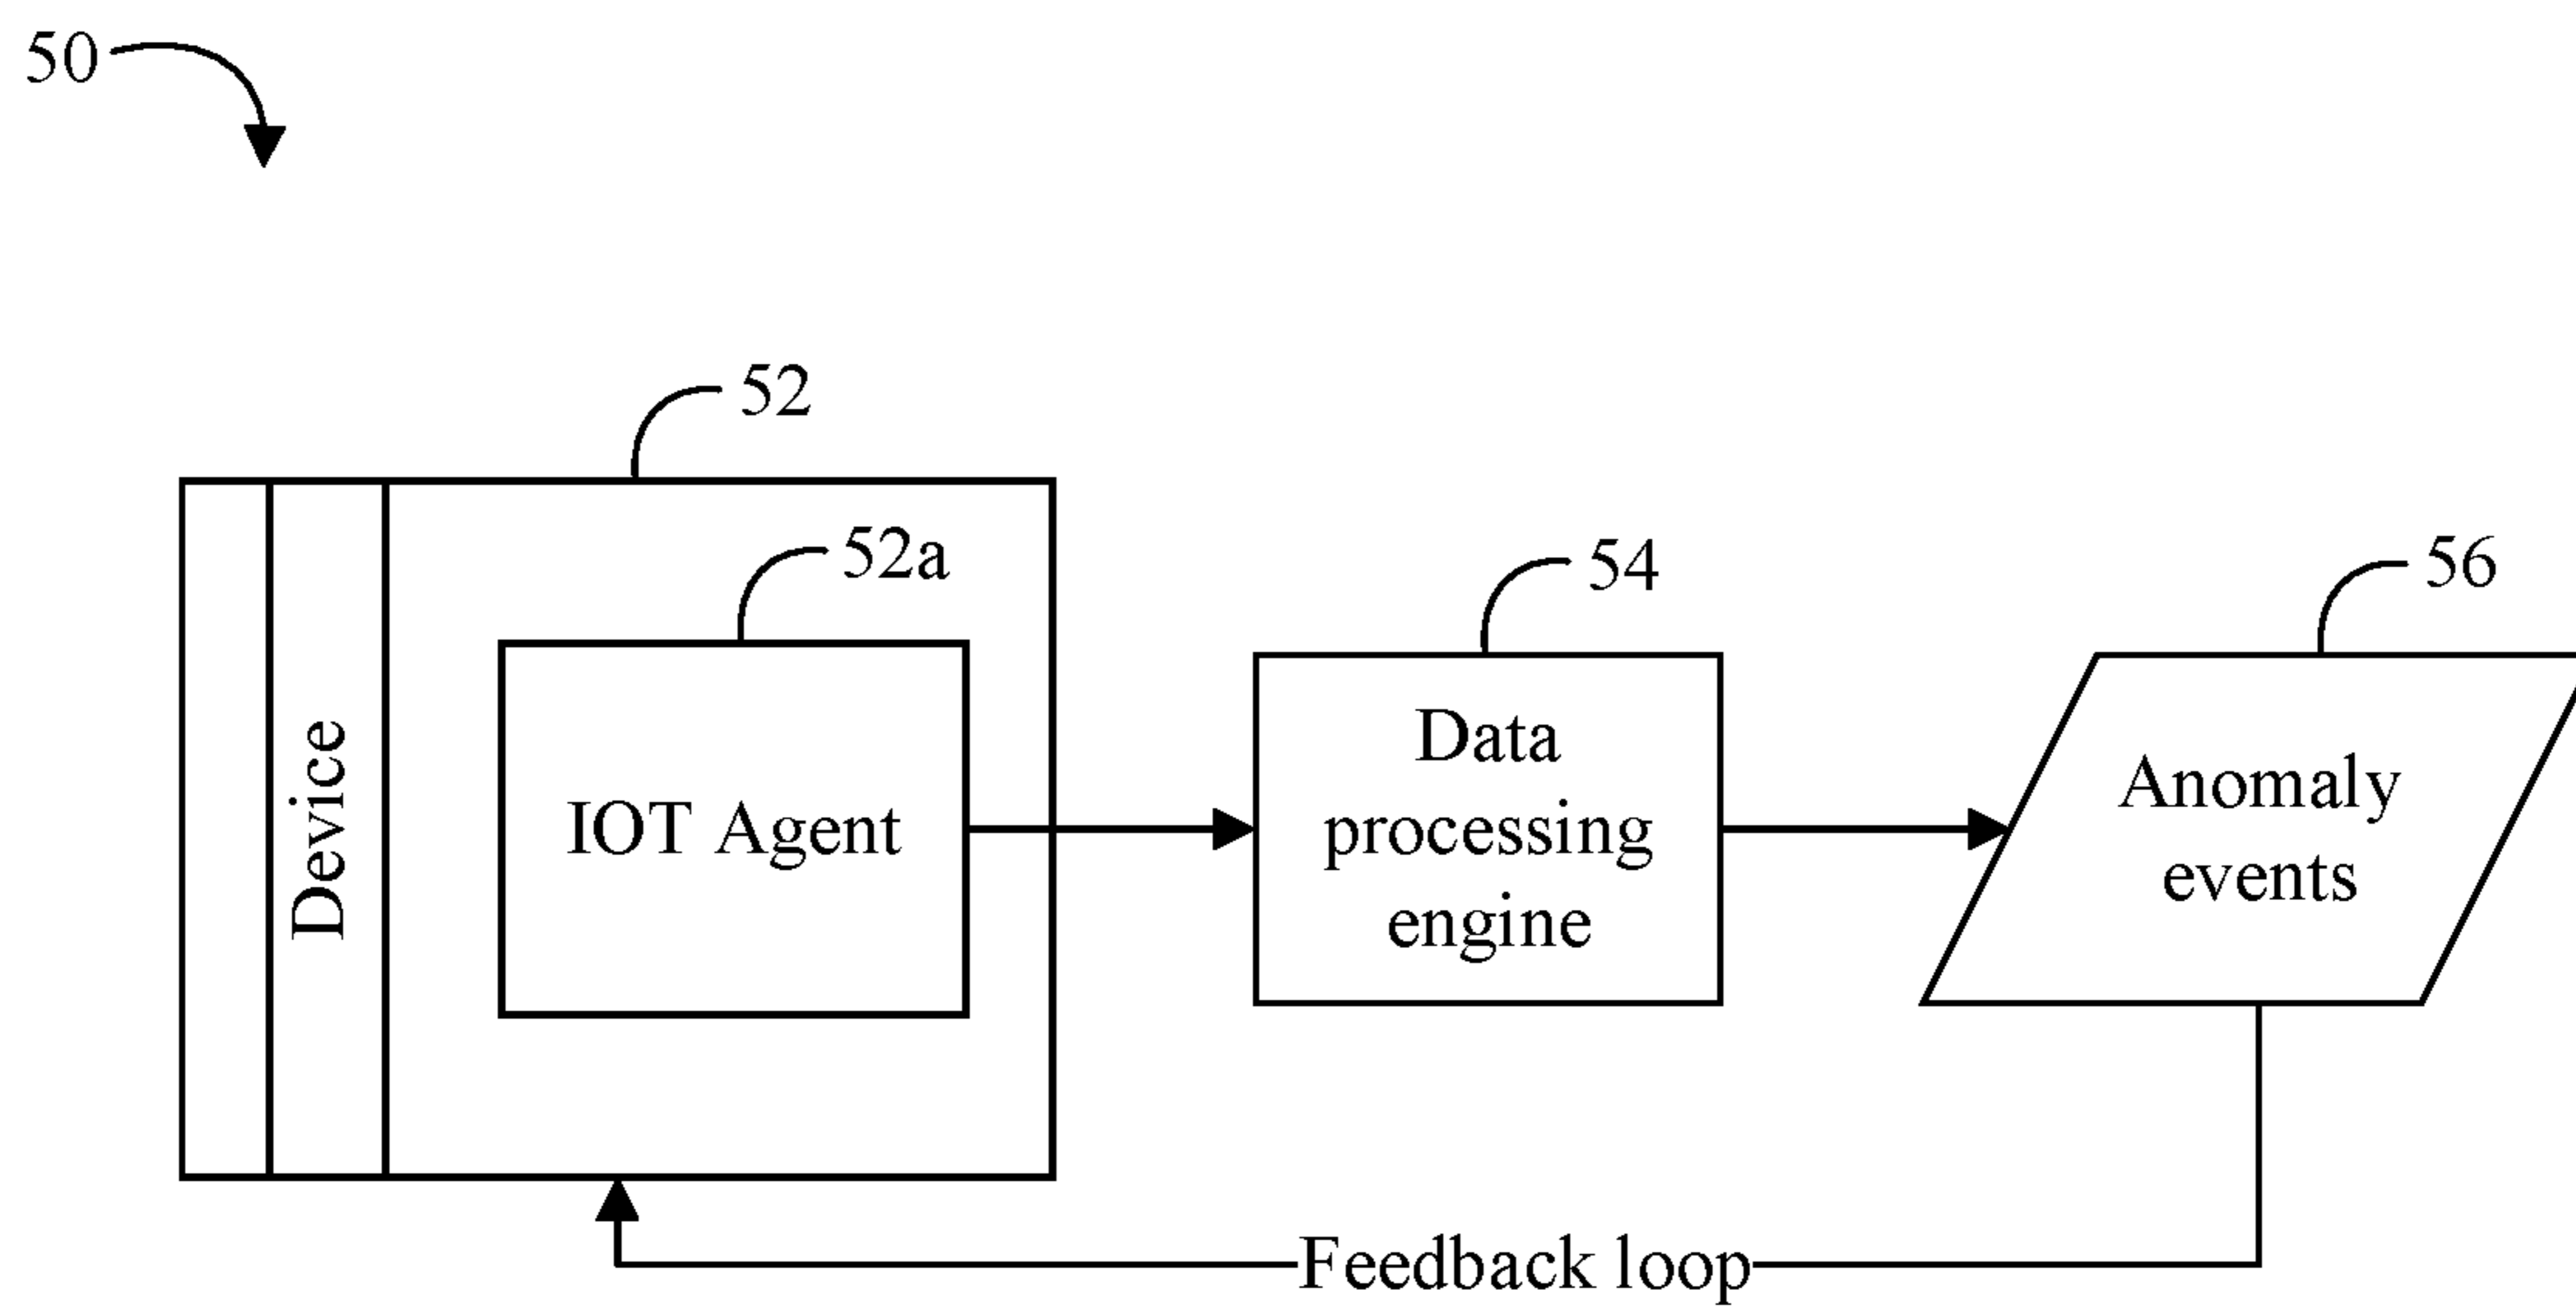 50
52
52a
54
56
Device
IOT Agent
Data
processing
engine
Anomaly
events
Feedback loop